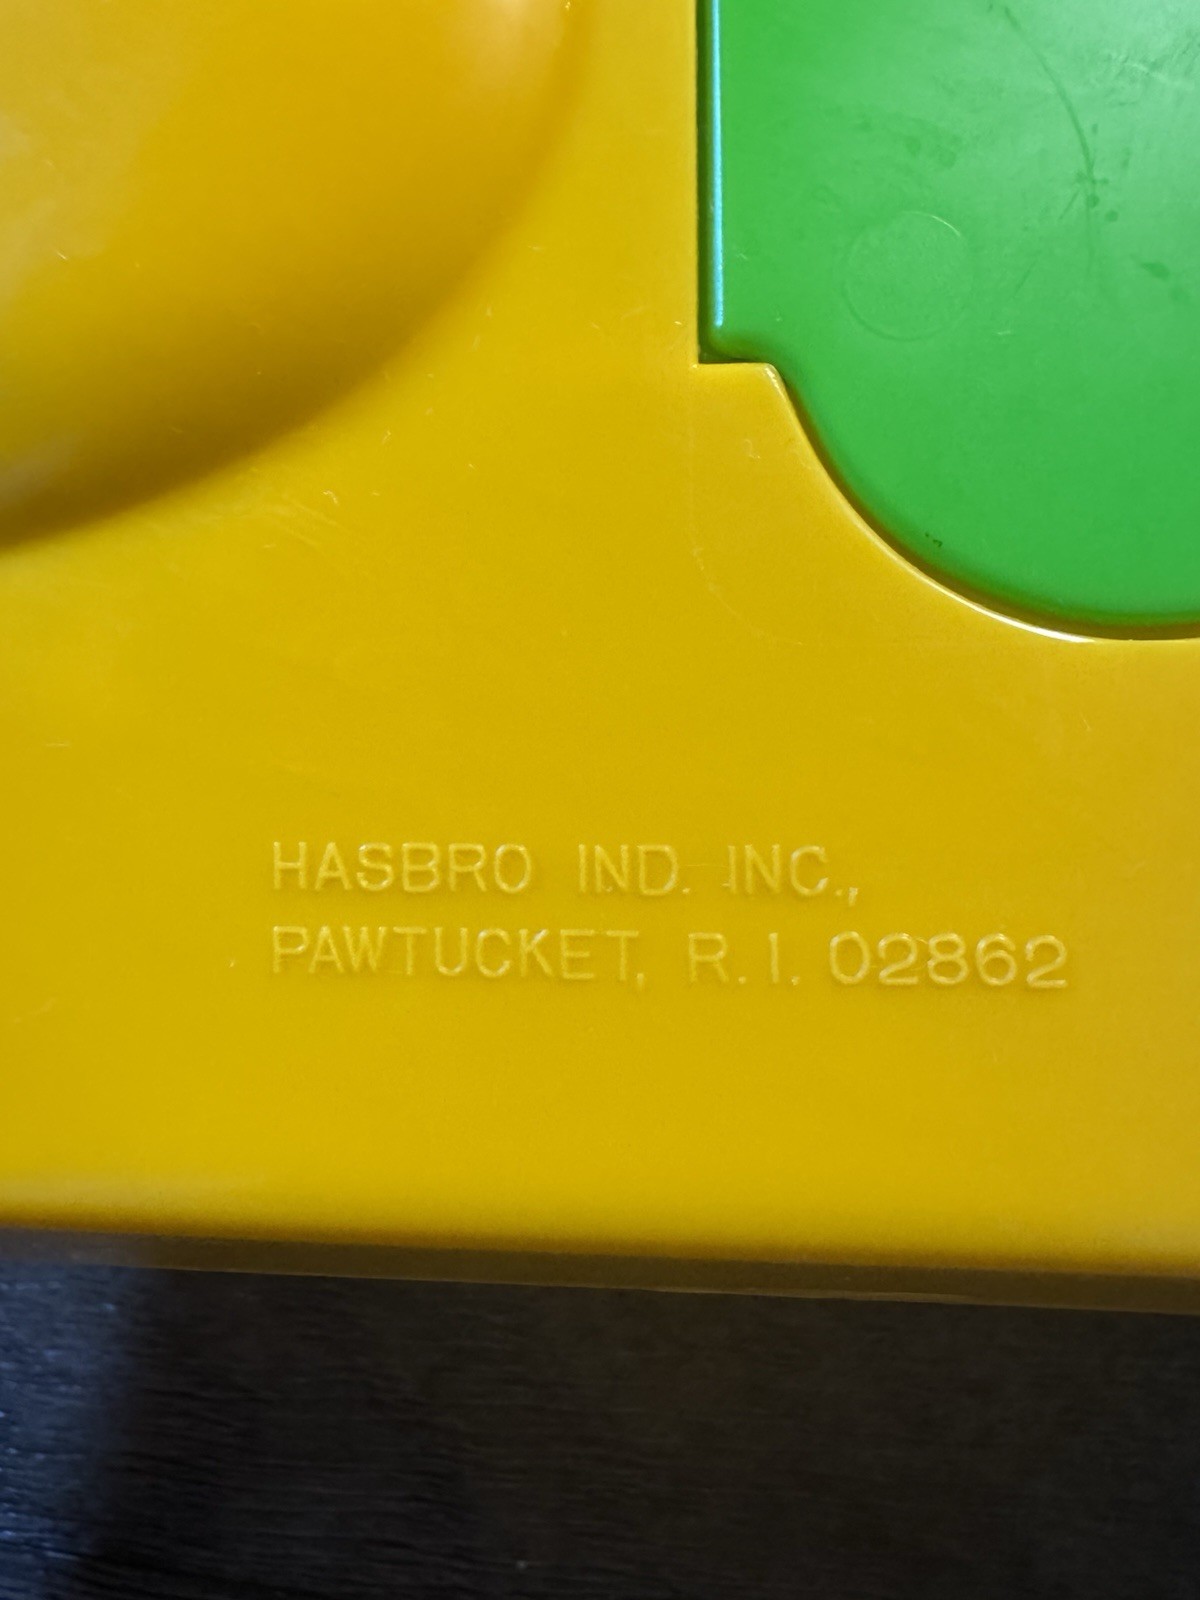 HASBRO IND. INC.,
PAWTUCKET, R.I. 02862